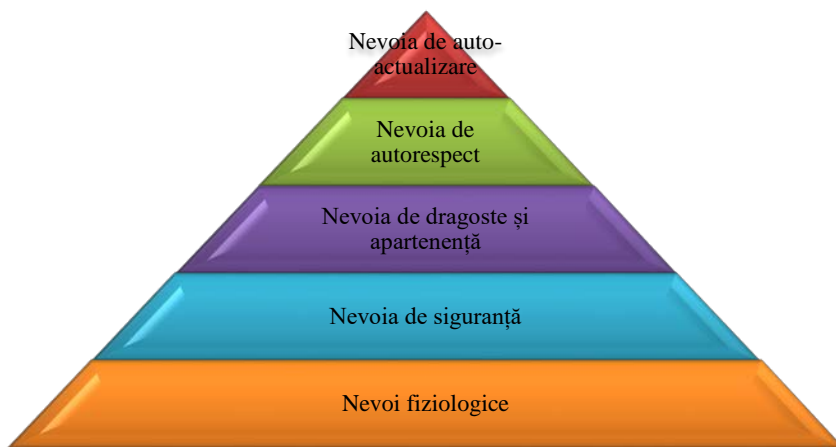 Nevoia de auto-
actualizare
Nevoia de
autorespect
Nevoia de dragoste și
apartenență
Nevoia de siguranță
Nevoi fiziologice